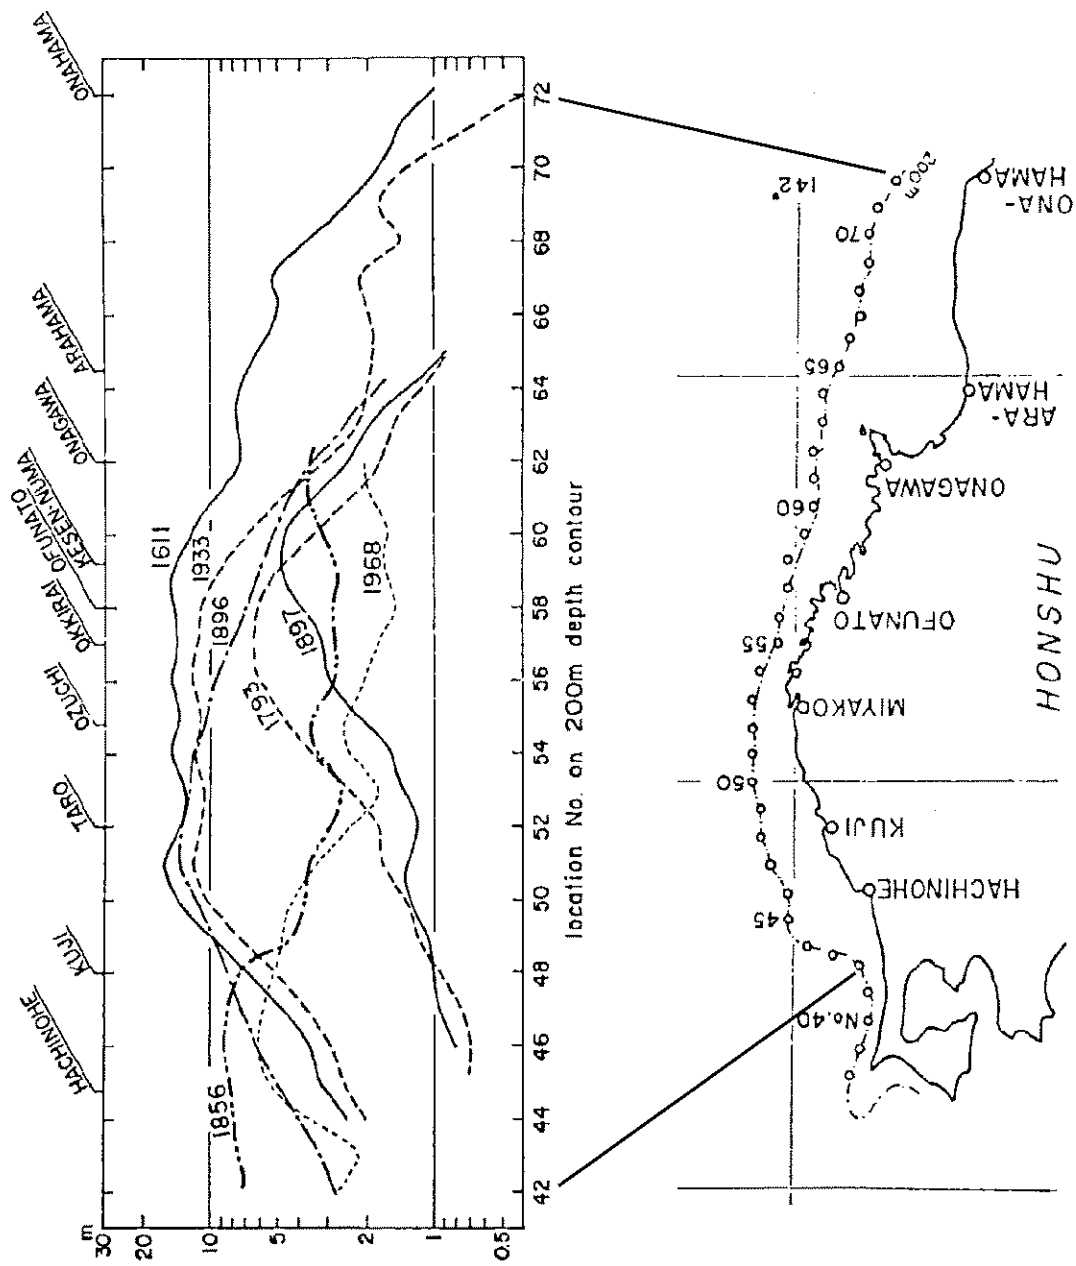 HACHINOHE
KUJI
TARO
OZUCHI
OKKIRAI
OFUNATO
KESEN-NUMA
ONAGAWA
ARAHAMA
ONAHAMA
m
30
20
10
5
2
1
0.5
1611
1933
1896
1897
1793
1968
1856
42
44
46
48
50
52
54
56
58
60
62
64
66
68
70
72
location No. on 200m depth contour
142°
200m
No.40
45
50
55
60
65
70
HACHINOHE
KUJI
MIYAKO
OFUNATO
ONAGAWA
ARA-
HAMA
ONA-
HAMA
HONSHU